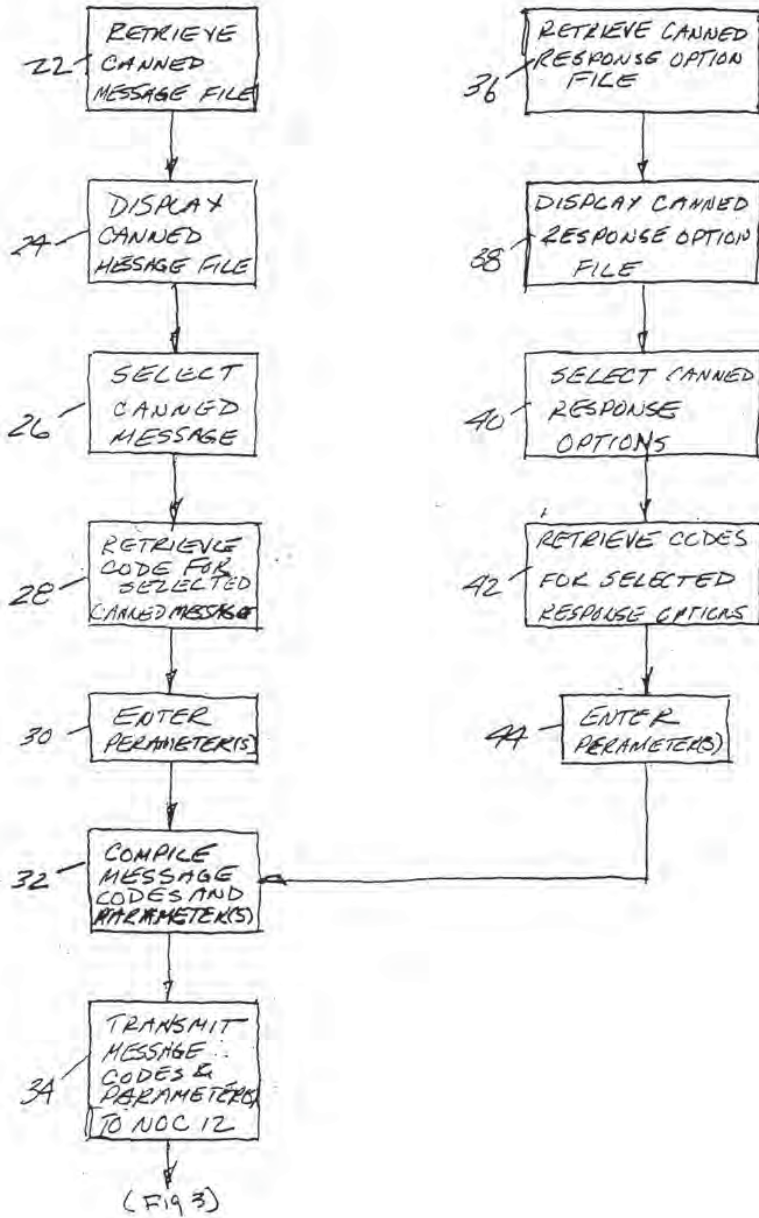 22
RETRIEVE
CANNED
MESSAGE FILE
24
DISPLAY
CANNED
MESSAGE FILE
26
SELECT
CANNED
MESSAGE
28
RETRIEVE
CODE FOR
SELECTED
CANNED MESSAGE
30
ENTER
PERAMETER(S)
32
COMPILE
MESSAGE
CODES AND
PARAMETER(S)
34
TRANSMIT
MESSAGE
CODES &
PARAMETER(S)
TO NOC 12
(FIG 3)
36
RETRIEVE CANNED
RESPONSE OPTION
FILE
38
DISPLAY CANNED
RESPONSE OPTION
FILE
40
SELECT CANNED
RESPONSE
OPTIONS
42
RETRIEVE CODES
FOR SELECTED
RESPONSE OPTIONS
44
ENTER
PERAMETER(S)